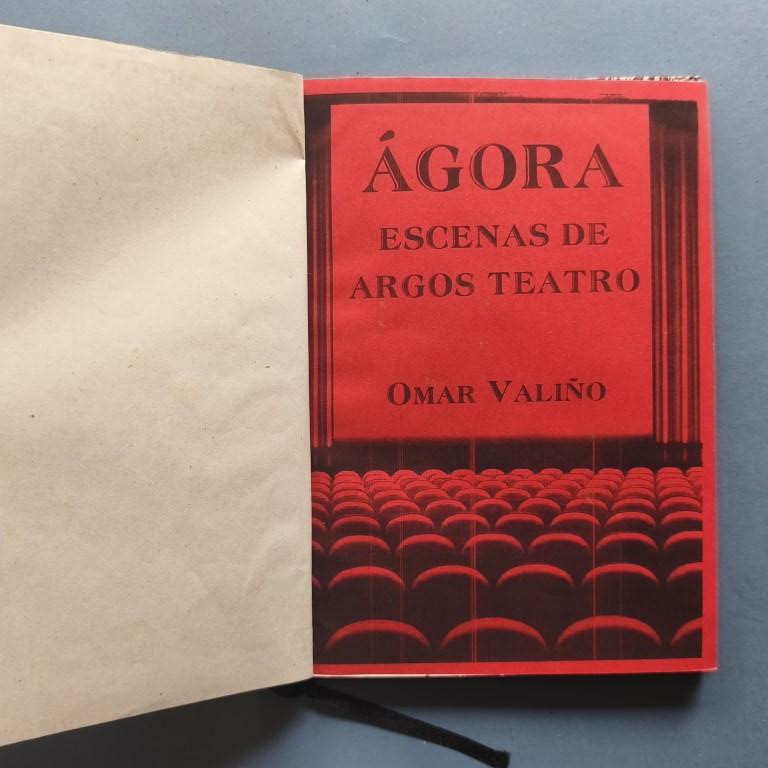 ÁGORA
ESCENAS DE
ARGOS TEATRO
OMAR VALIÑO